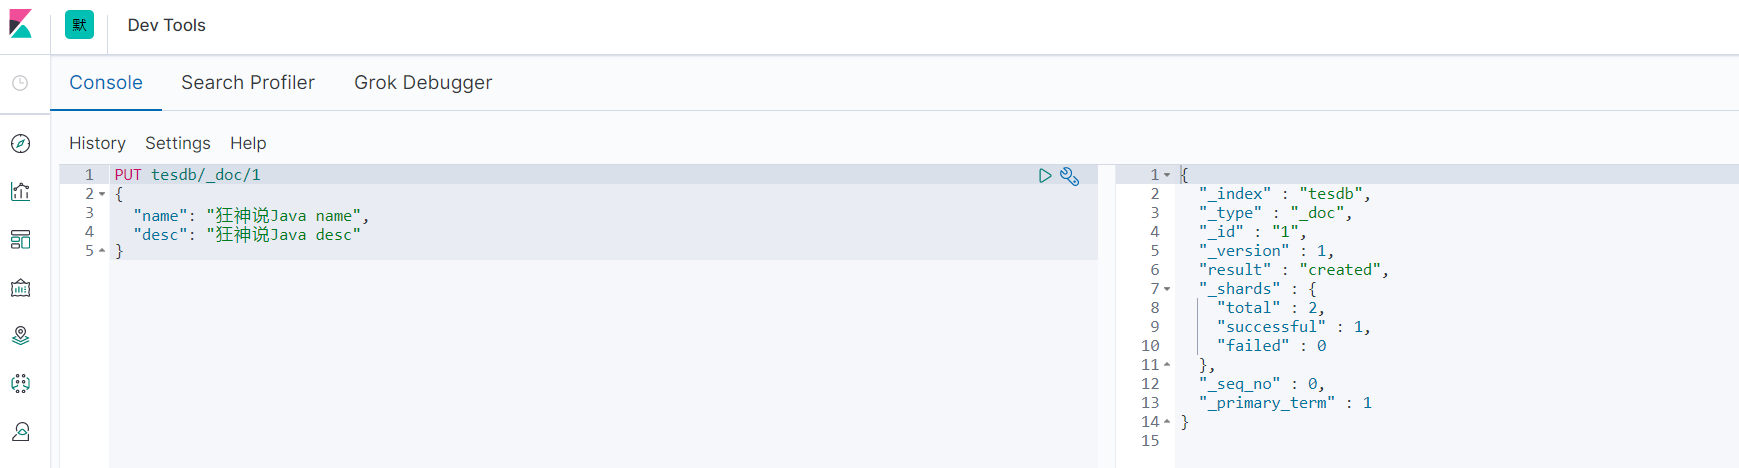 默 Dev Tools
Console Search Profiler Grok Debugger
History Settings Help
1 PUT tesdb/_doc/1
2 {
3 "name": "狂神说Java name",
4 "desc": "狂神说Java desc"
5 }
1 {
2 "_index" : "tesdb",
3 "_type" : "_doc",
4 "_id" : "1",
5 "_version" : 1,
6 "result" : "created",
7 "_shards" : {
8 "total" : 2,
9 "successful" : 1,
10 "failed" : 0
11 },
12 "_seq_no" : 0,
13 "_primary_term" : 1
14 }
15